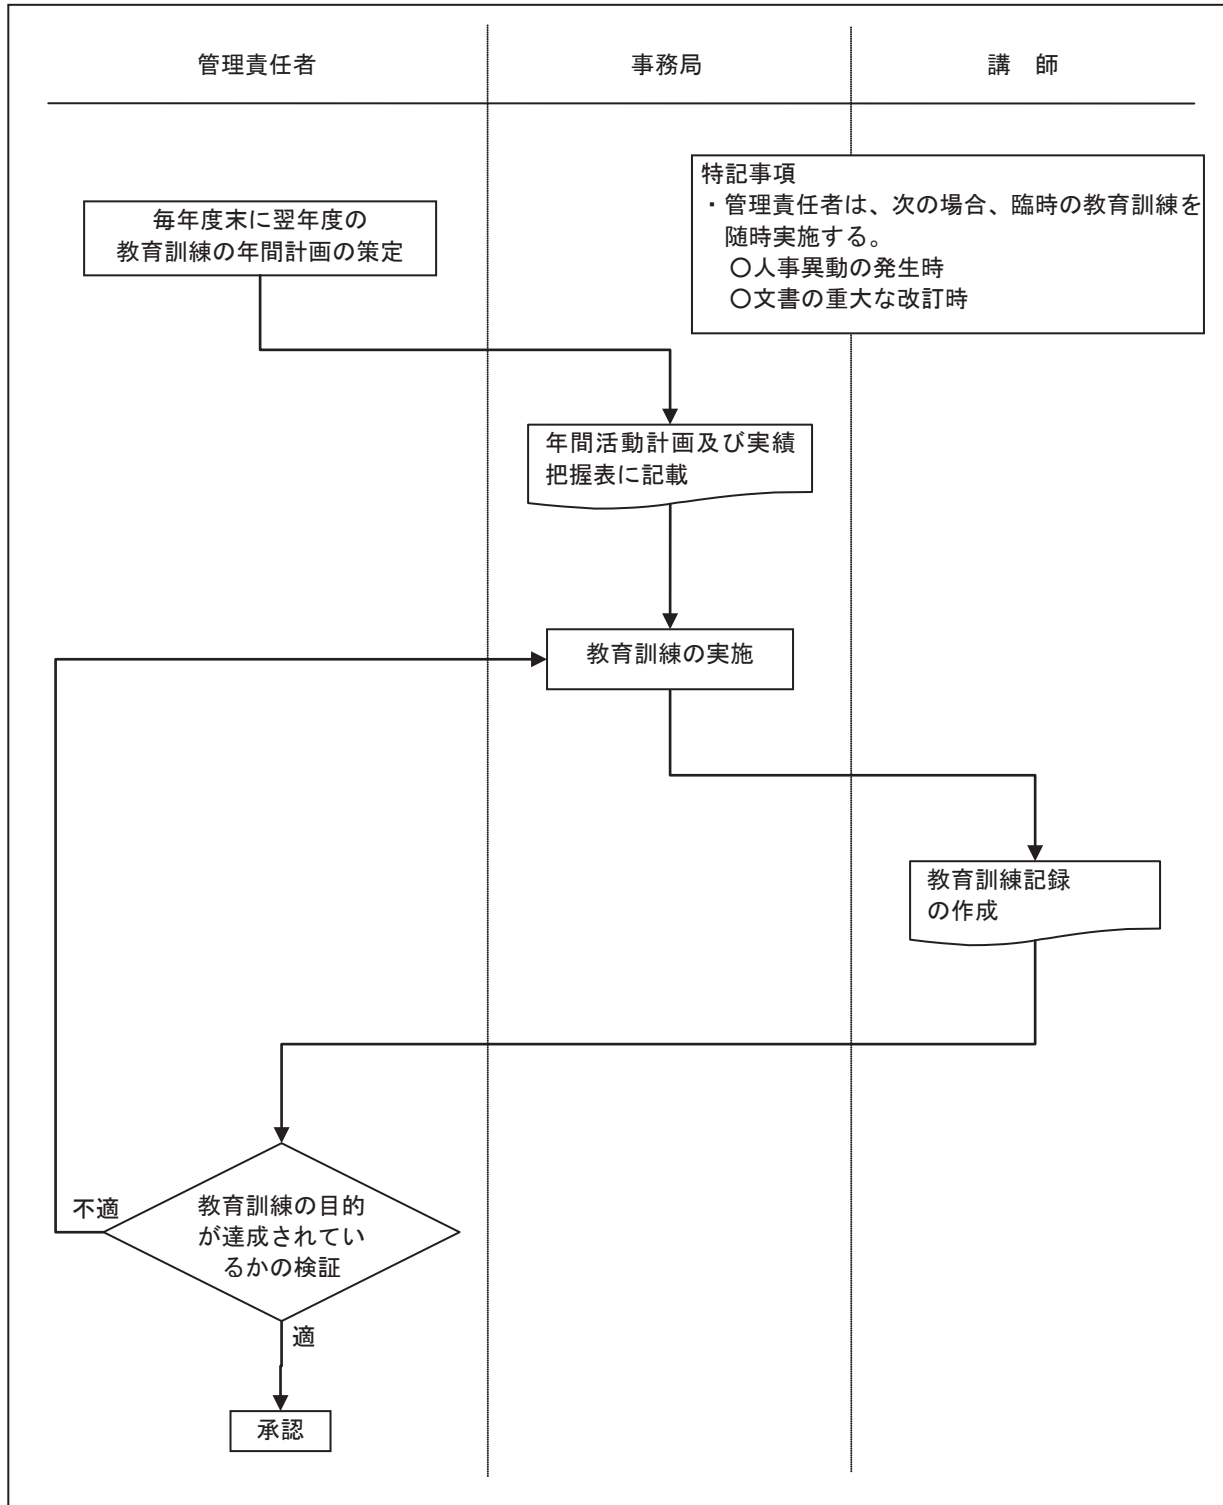 管理責任者
事務局
講　師
特記事項
・管理責任者は、次の場合、臨時の教育訓練を
随時実施する。
〇人事異動の発生時
〇文書の重大な改訂時
毎年度末に翌年度の
教育訓練の年間計画の策定
年間活動計画及び実績
把握表に記載
教育訓練の実施
教育訓練記録
の作成
不適
教育訓練の目的
が達成されてい
るかの検証
適
承認